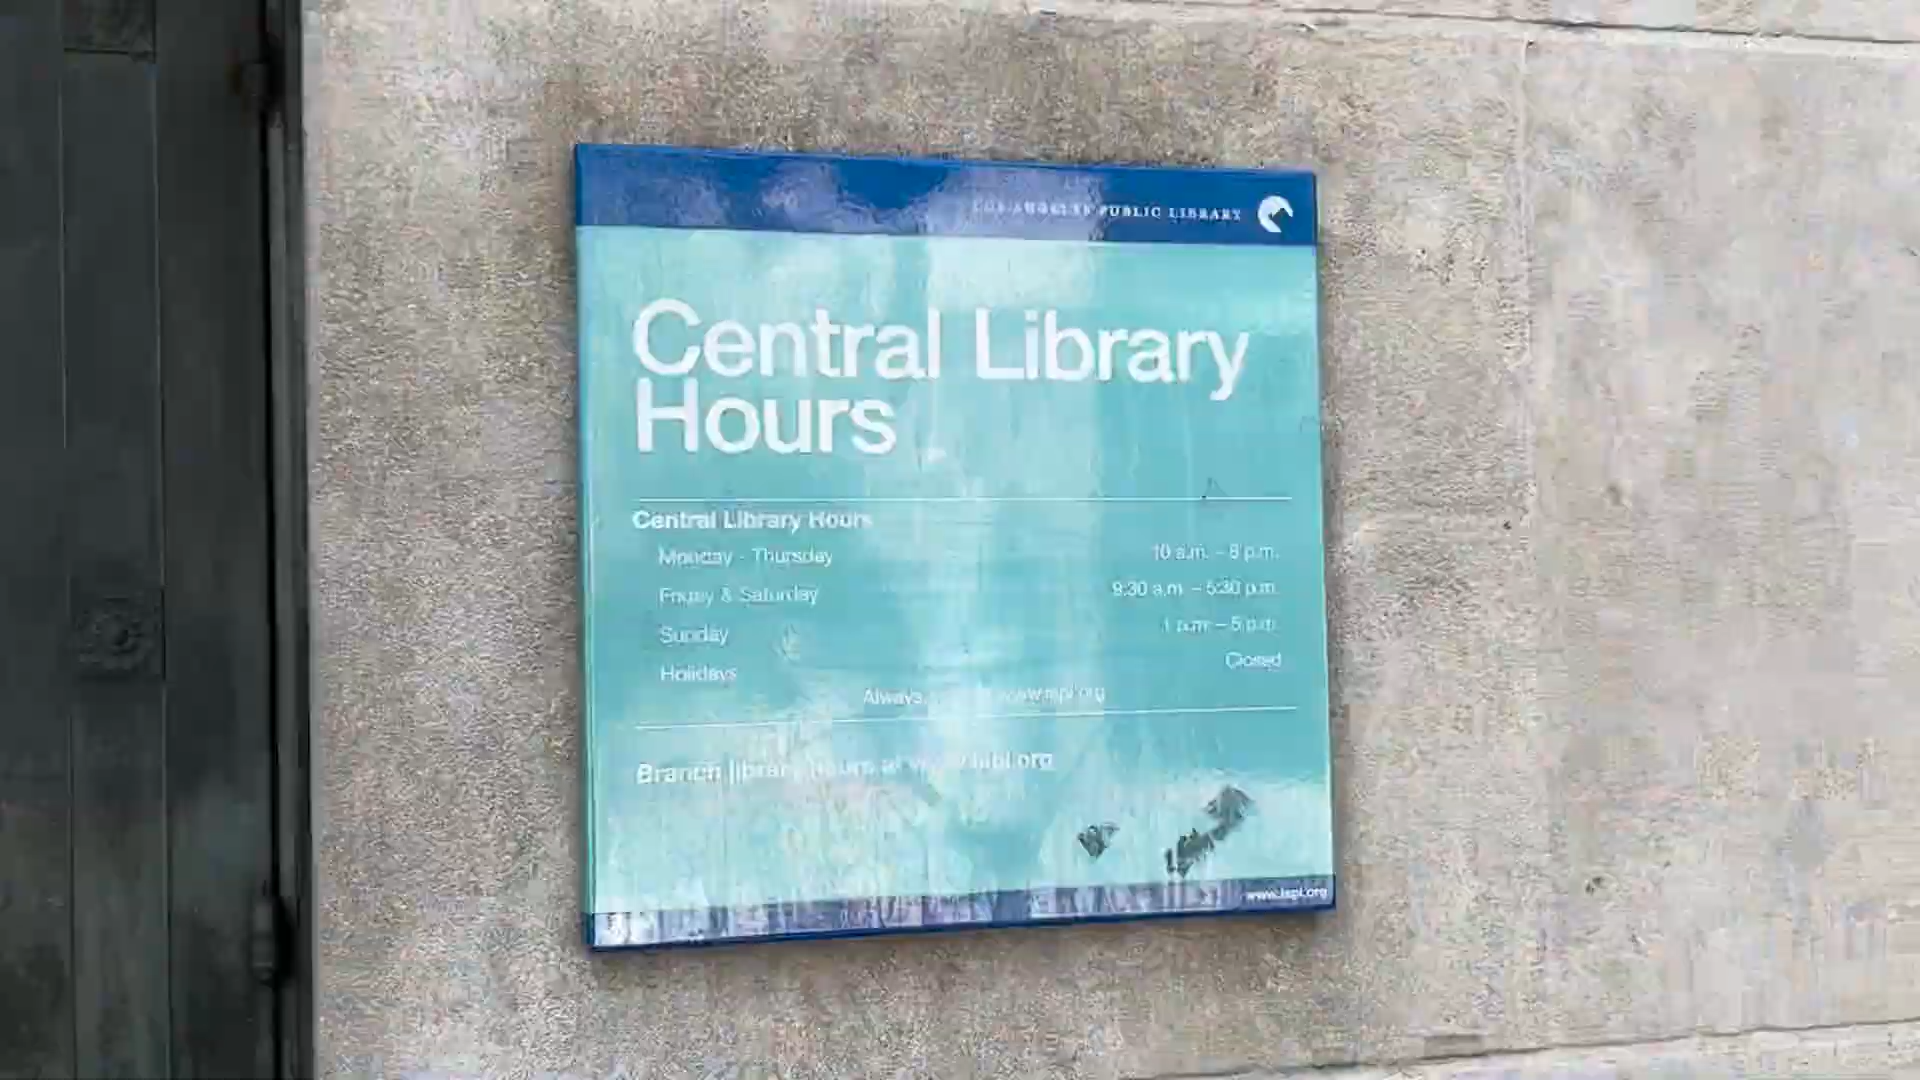 LOS ANGELES PUBLIC LIBRARY
Central Library
Hours
Central Library Hours
Monday - Thursday 10 a.m. – 8 p.m.
Friday & Saturday 9:30 a.m. – 5:30 p.m.
Sunday 1 p.m. – 5 p.m.
Holidays Closed
Always www.lapl.org
Branch library hours at www.lapl.org
www.lapl.org